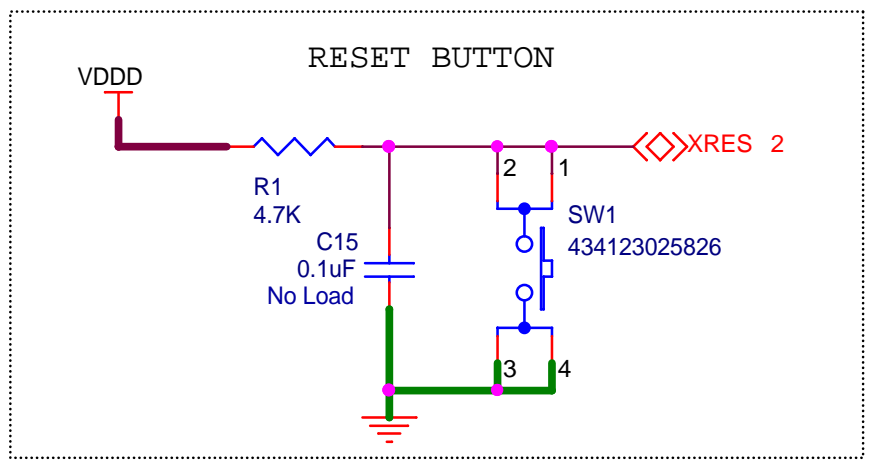 RESET BUTTON
VDDD
XRES 2
2 1
R1
4.7K
SW1
434123025826
C15
0.1uF
No Load
3 4